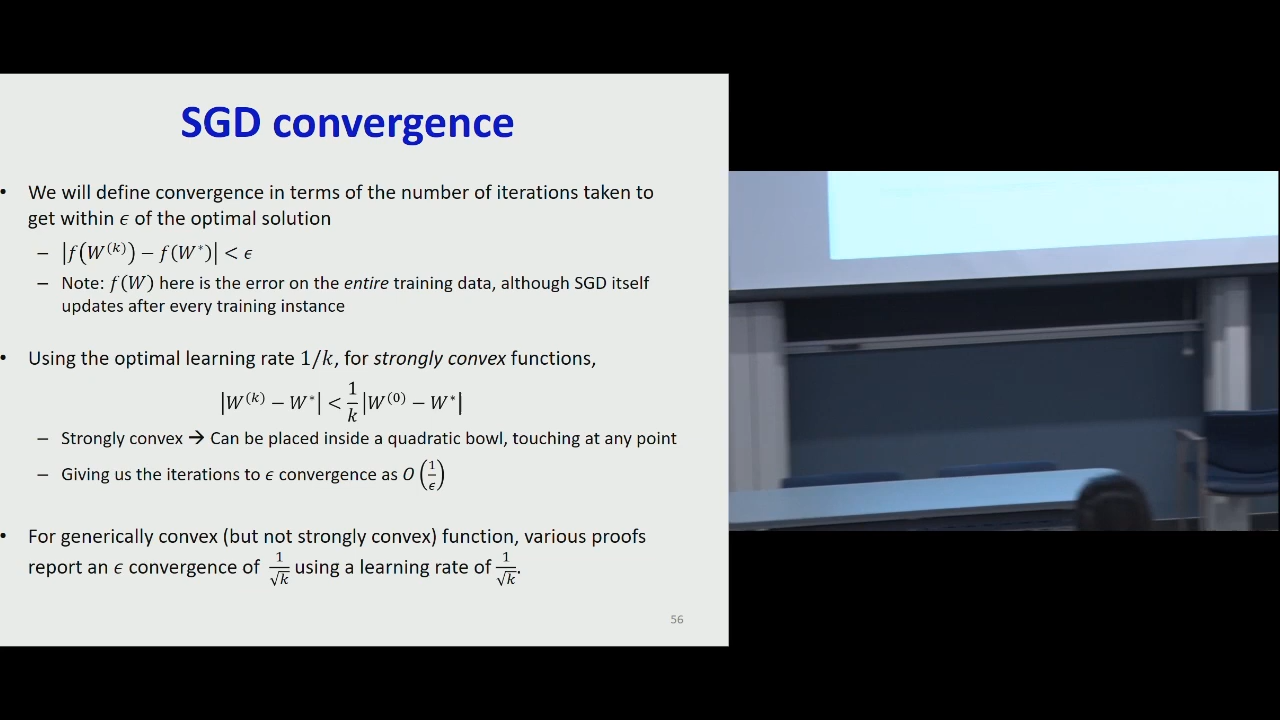 SGD convergence
• We will define convergence in terms of the number of iterations taken to
get within ϵ of the optimal solution
– |f(W^(k)) − f(W*)| < ϵ
– Note: f(W) here is the error on the entire training data, although SGD itself
updates after every training instance
• Using the optimal learning rate 1/k, for strongly convex functions,
|W^(k) − W*| < 1/k |W^(0) − W*|
– Strongly convex → Can be placed inside a quadratic bowl, touching at any point
– Giving us the iterations to ϵ convergence as O(1/ϵ)
• For generically convex (but not strongly convex) function, various proofs
report an ϵ convergence of 1/√k using a learning rate of 1/√k.
56